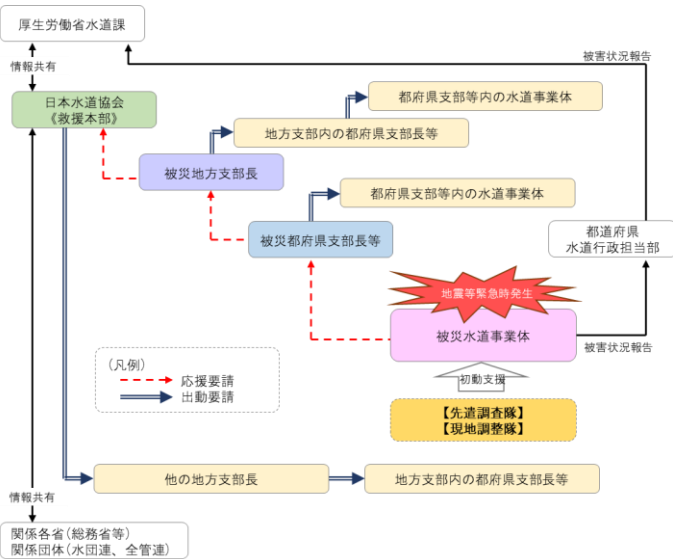 厚生労働省水道課
被害状況報告
情報共有
日本水道協会
《救援本部》
都府県支部等内の水道事業体
地方支部内の都府県支部長等
被災地方支部長
都府県支部等内の水道事業体
被災都府県支部長等
都道府県
水道行政担当部
地震等緊急時発生
被災水道事業体
被害状況報告
(凡例)
応援要請
出動要請
初動支援
【先遣調査隊】
【現地調整隊】
他の地方支部長
地方支部内の都府県支部長等
情報共有
関係各省(総務省等)
関係団体(水団連、全管連)